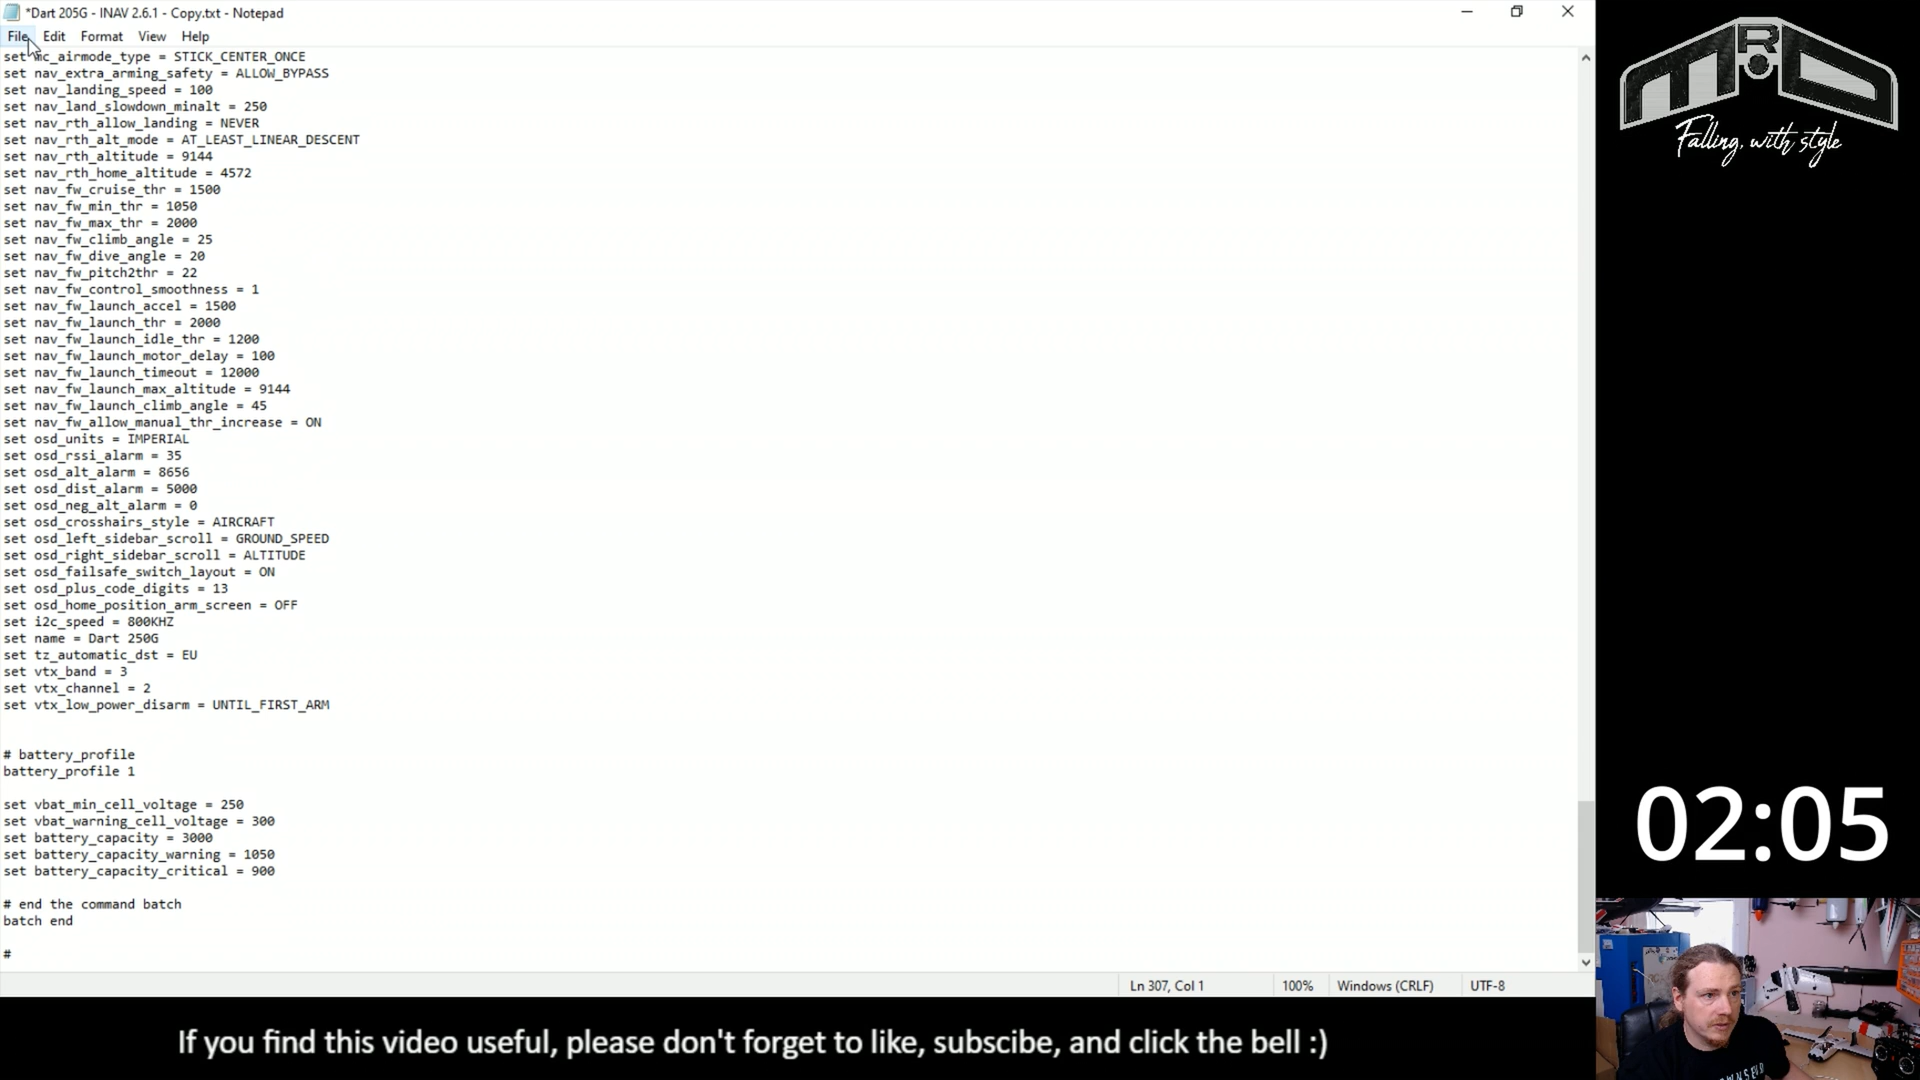 *Dart 205G - INAV 2.6.1 - Copy.txt - Notepad
File Edit Format View Help
set mc_airmode_type = STICK_CENTER_ONCE
set nav_extra_arming_safety = ALLOW_BYPASS
set nav_landing_speed = 100
set nav_land_slowdown_minalt = 250
set nav_rth_allow_landing = NEVER
set nav_rth_alt_mode = AT_LEAST_LINEAR_DESCENT
set nav_rth_altitude = 9144
set nav_rth_home_altitude = 4572
set nav_fw_cruise_thr = 1500
set nav_fw_min_thr = 1050
set nav_fw_max_thr = 2000
set nav_fw_climb_angle = 25
set nav_fw_dive_angle = 20
set nav_fw_pitch2thr = 22
set nav_fw_control_smoothness = 1
set nav_fw_launch_accel = 1500
set nav_fw_launch_thr = 2000
set nav_fw_launch_idle_thr = 1200
set nav_fw_launch_motor_delay = 100
set nav_fw_launch_timeout = 12000
set nav_fw_launch_max_altitude = 9144
set nav_fw_launch_climb_angle = 45
set nav_fw_allow_manual_thr_increase = ON
set osd_units = IMPERIAL
set osd_rssi_alarm = 35
set osd_alt_alarm = 8656
set osd_dist_alarm = 5000
set osd_neg_alt_alarm = 0
set osd_crosshairs_style = AIRCRAFT
set osd_left_sidebar_scroll = GROUND_SPEED
set osd_right_sidebar_scroll = ALTITUDE
set osd_failsafe_switch_layout = ON
set osd_plus_code_digits = 13
set osd_home_position_arm_screen = OFF
set i2c_speed = 800KHZ
set name = Dart 250G
set tz_automatic_dst = EU
set vtx_band = 3
set vtx_channel = 2
set vtx_low_power_disarm = UNTIL_FIRST_ARM
# battery_profile
battery_profile 1
set vbat_min_cell_voltage = 250
set vbat_warning_cell_voltage = 300
set battery_capacity = 3000
set battery_capacity_warning = 1050
set battery_capacity_critical = 900
# end the command batch
batch end
#
Ln 307, Col 1 100% Windows (CRLF) UTF-8
MRD
Falling, with style
02:05
If you find this video useful, please don't forget to like, subscibe, and click the bell :)